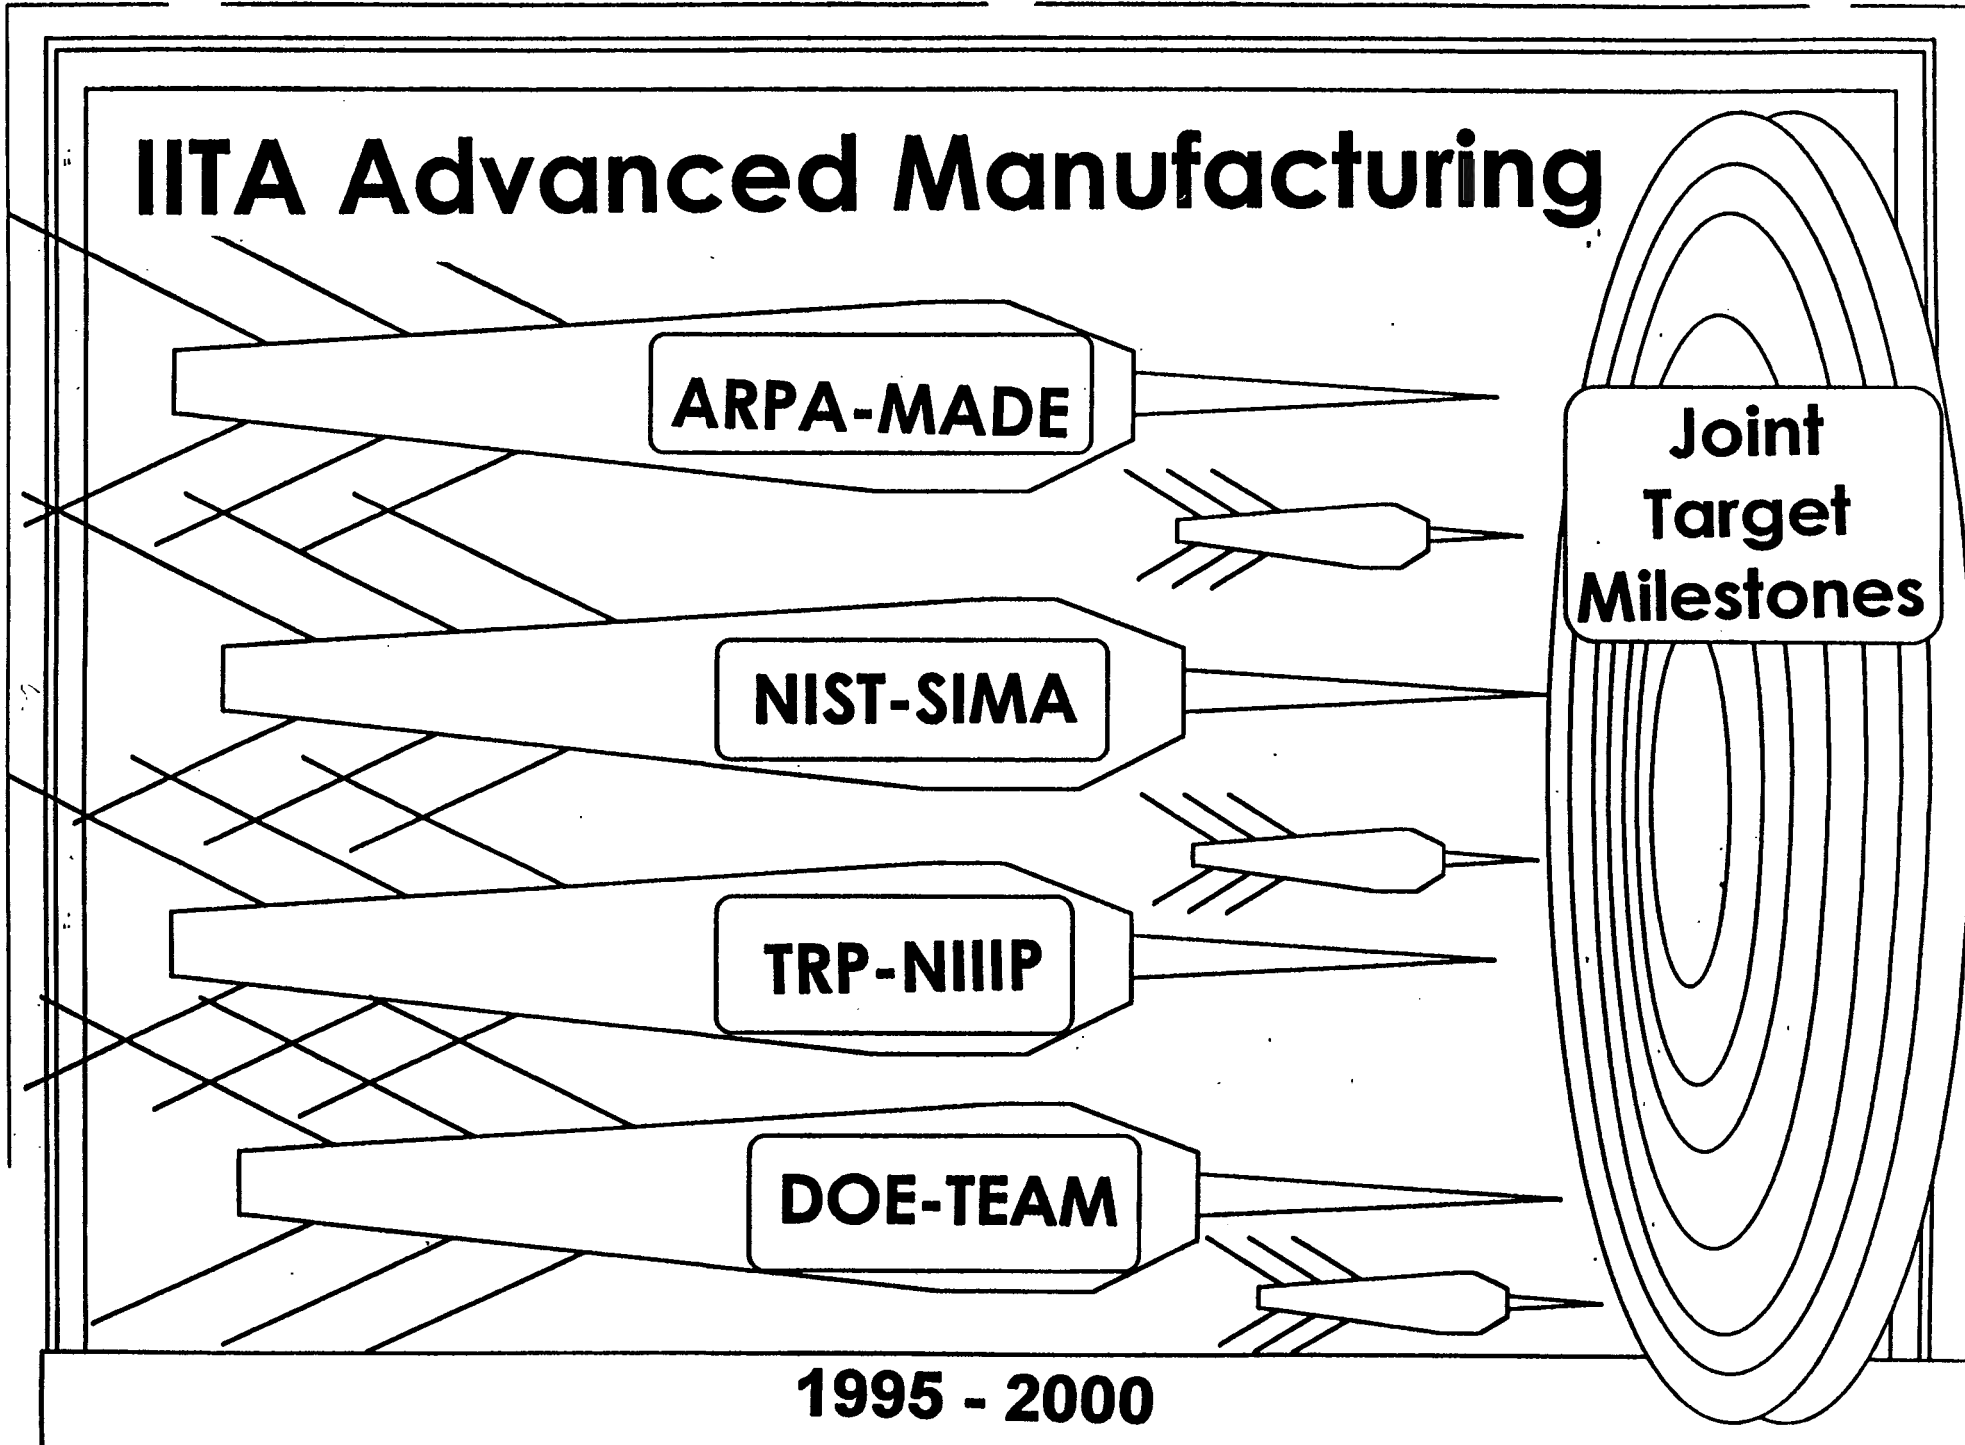 IITA Advanced Manufacturing
ARPA-MADE
Joint
Target
Milestones
NIST-SIMA
TRP-NIIIP
DOE-TEAM
1995 - 2000